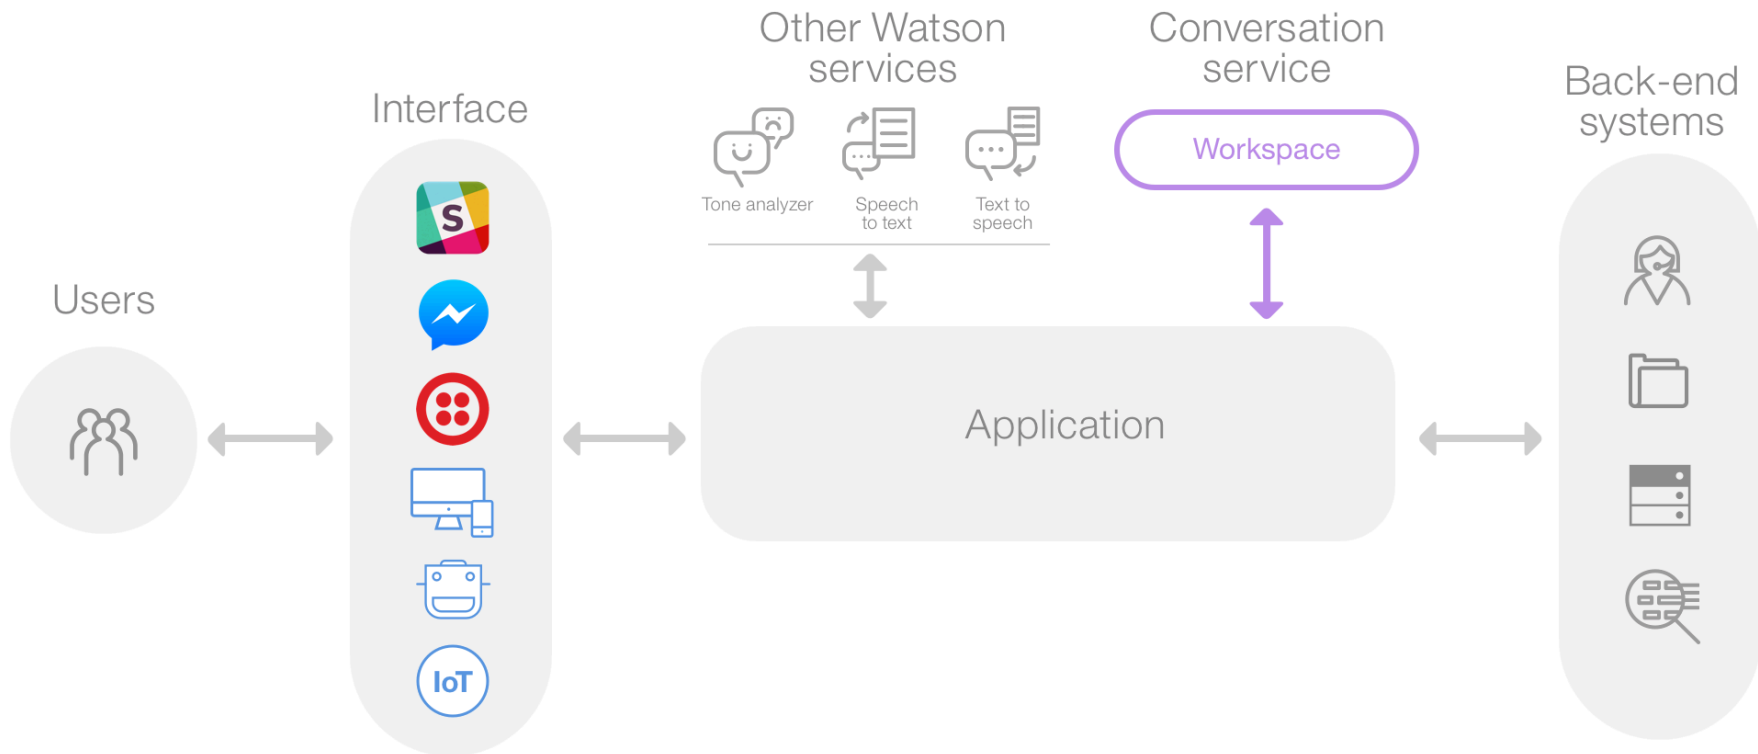 Users
Interface
S
IoT
Other Watson
services
Tone analyzer
Speech
to text
Text to
speech
Conversation
service
Workspace
Application
Back-end
systems